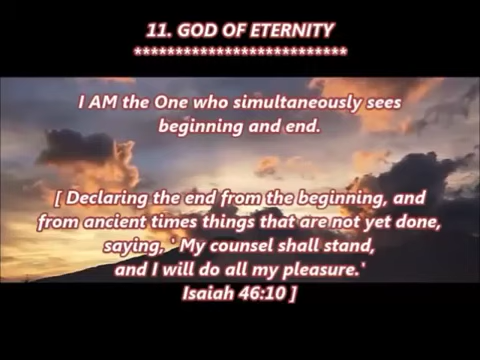 11. GOD OF ETERNITY
**************************
I AM the One who simultaneously sees
beginning and end.
[ Declaring the end from the beginning, and
from ancient times things that are not yet done,
saying, ' My counsel shall stand,
and I will do all my pleasure.'
Isaiah 46:10 ]